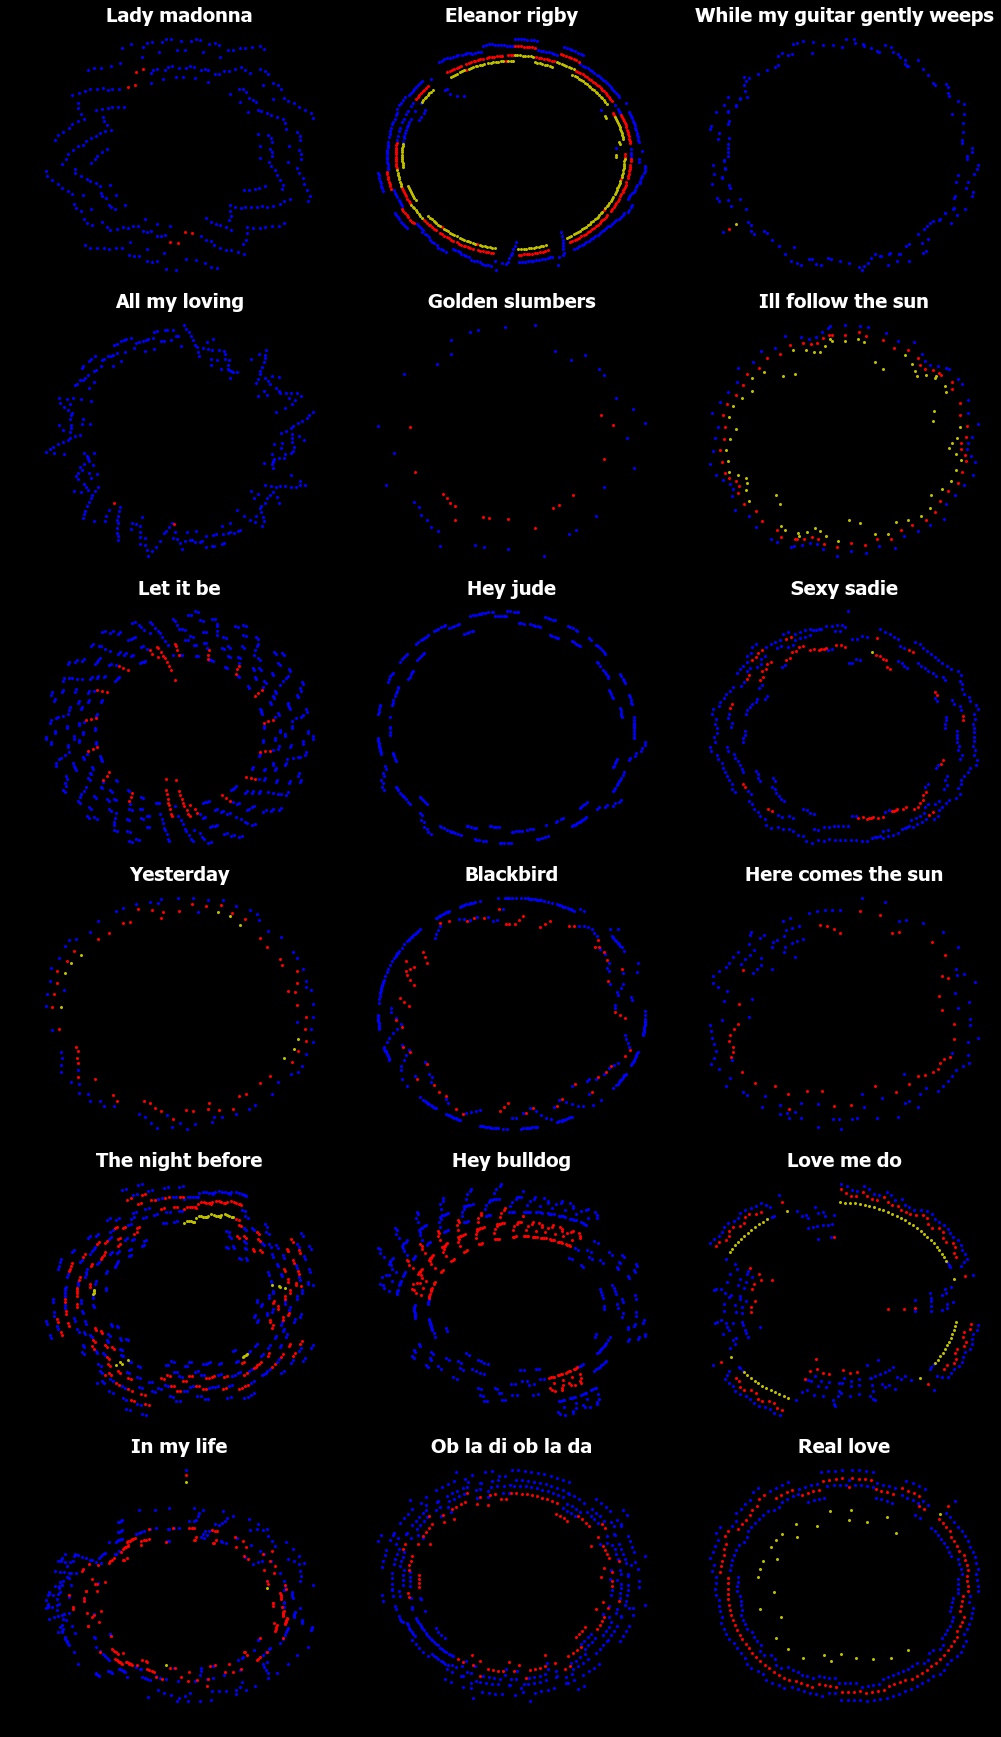 Lady madonna
Eleanor rigby
While my guitar gently weeps
All my loving
Golden slumbers
Ill follow the sun
Let it be
Hey jude
Sexy sadie
Yesterday
Blackbird
Here comes the sun
The night before
Hey bulldog
Love me do
In my life
Ob la di ob la da
Real love